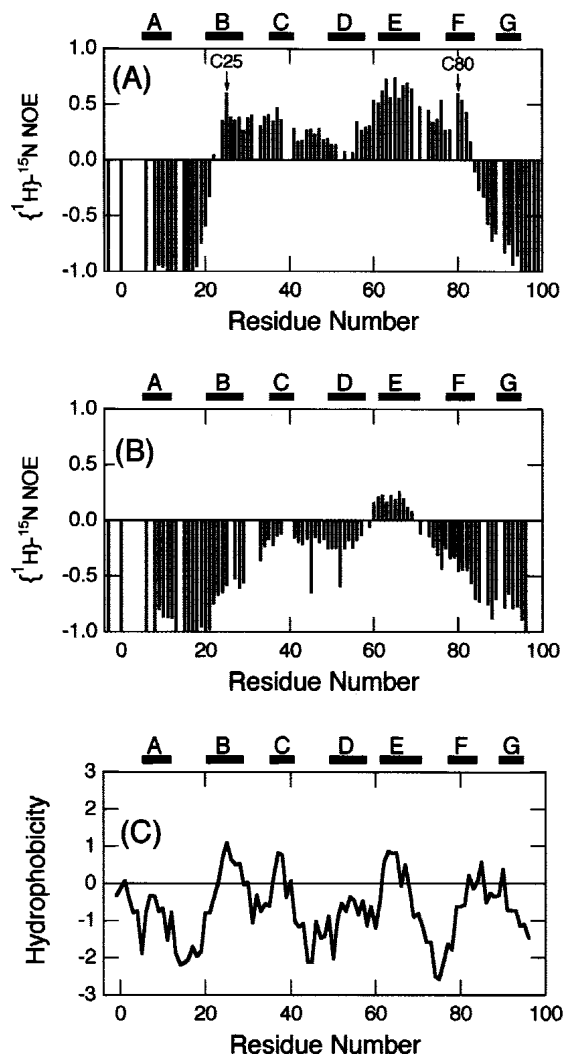 A B C D E F G
(A)
C25 C80
1.0
0.5
0.0
-0.5
-1.0
{¹H}-¹⁵N NOE
0 20 40 60 80 100
Residue Number
A B C D E F G
(B)
1.0
0.5
0.0
-0.5
-1.0
{¹H}-¹⁵N NOE
0 20 40 60 80 100
Residue Number
A B C D E F G
(C)
3
2
1
0
-1
-2
-3
Hydrophobicity
0 20 40 60 80 100
Residue Number